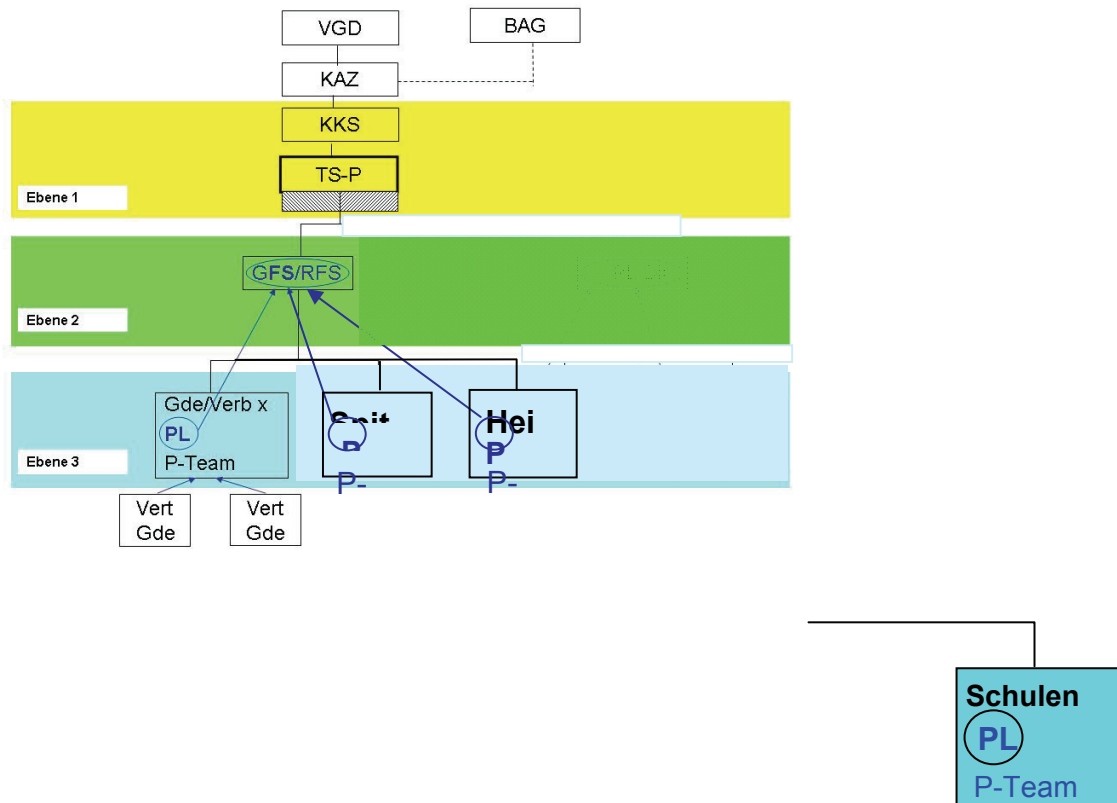 VGD
BAG
KAZ
KKS
TS-P
Ebene 1
GFS/RFS
Ebene 2
Gde/Verb x
PL
P-Team
Hei
P
P-
P-
Ebene 3
Vert
Gde
Vert
Gde
Schulen
PL
P-Team